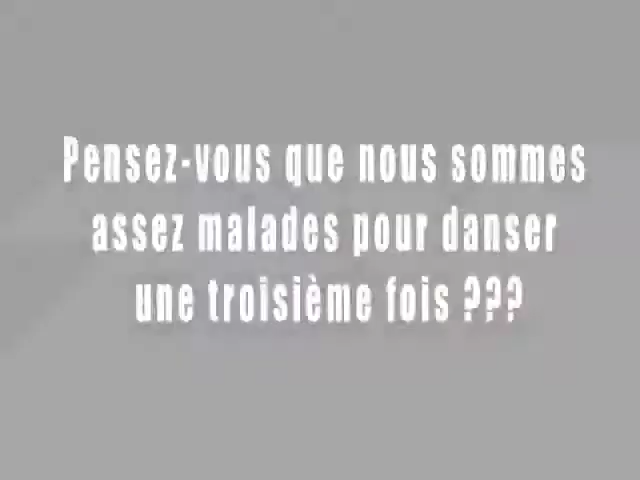 Pensez-vous que nous sommes
assez malades pour danser
une troisième fois ???